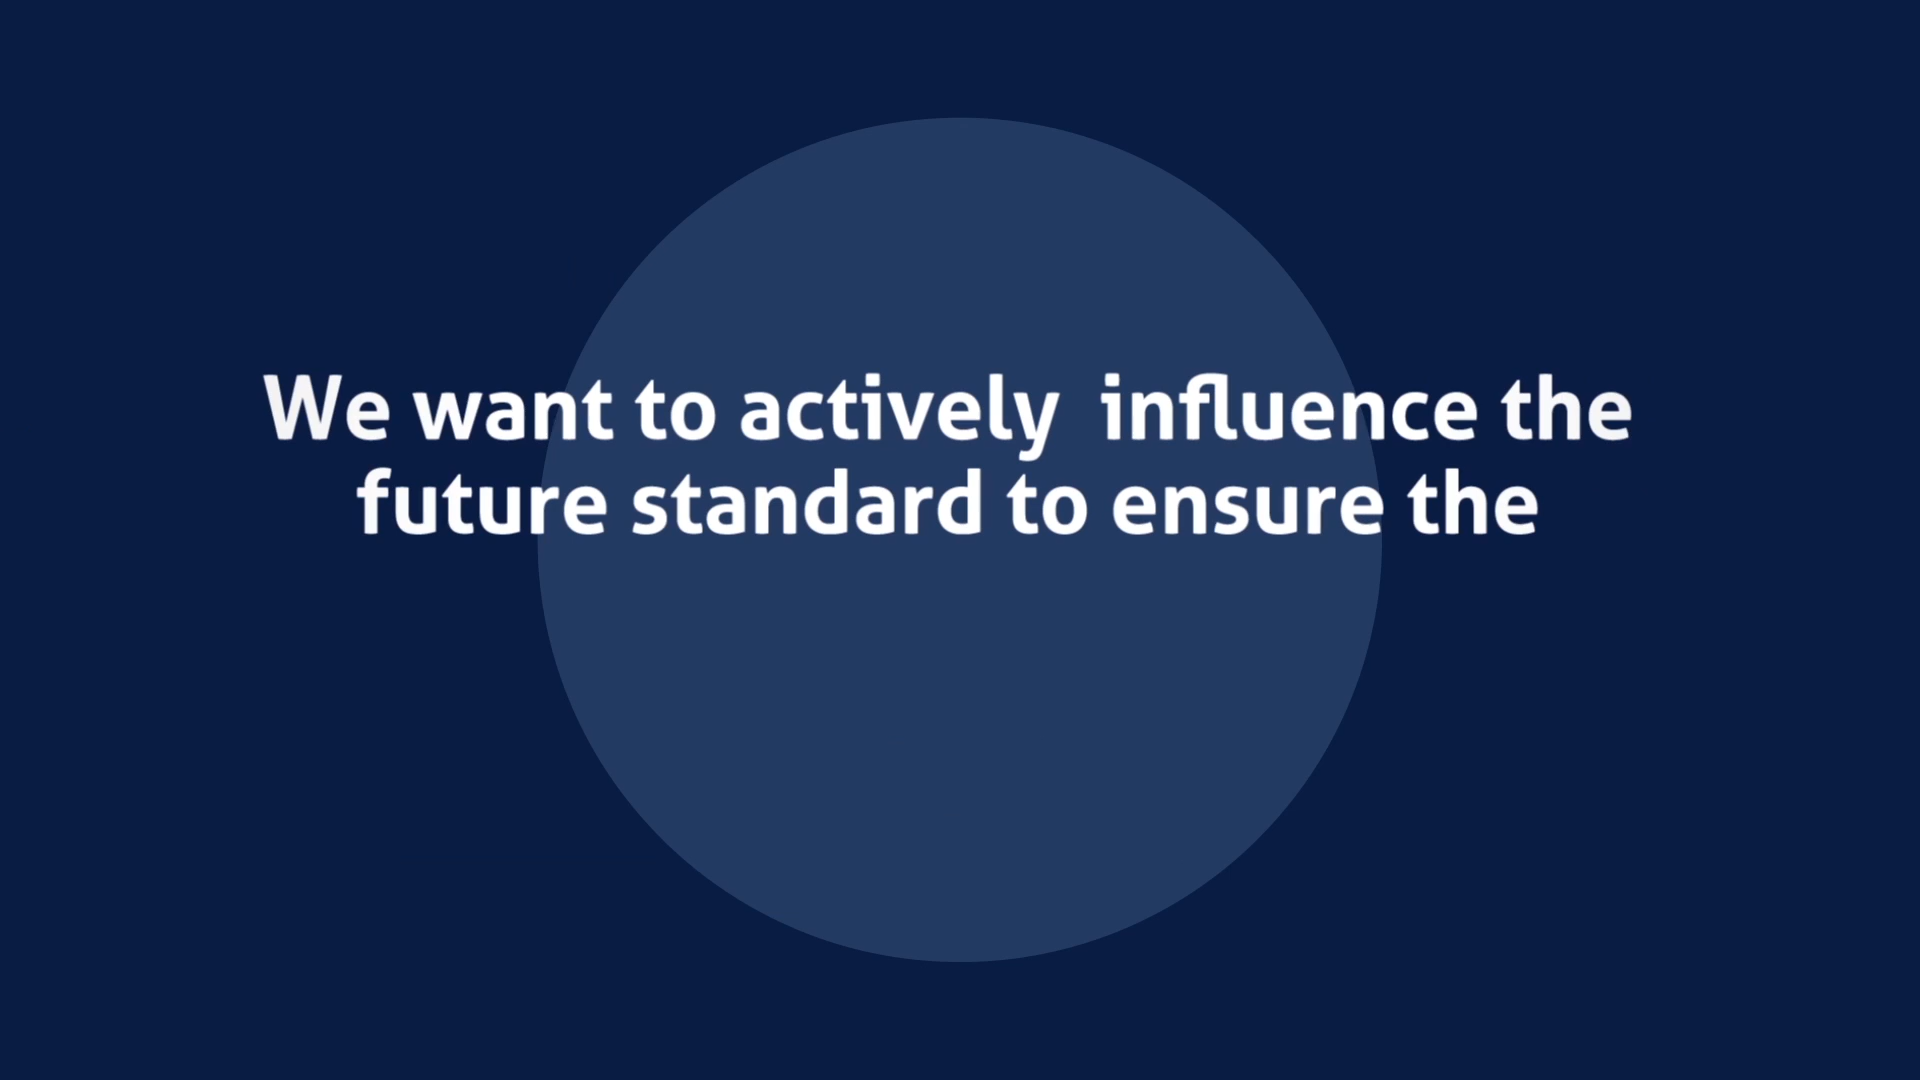 We want to actively  influence the
future standard to ensure the